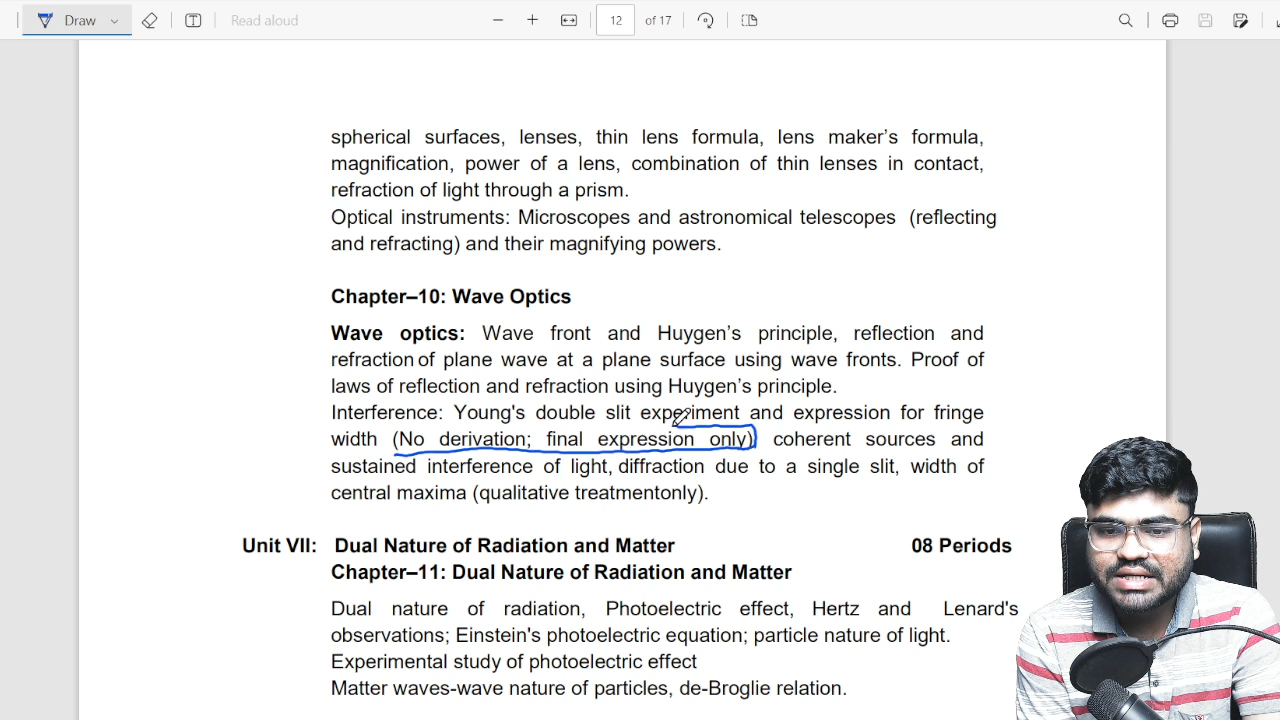 Draw
Read aloud
12 of 17
spherical surfaces, lenses, thin lens formula, lens maker's formula,
magnification, power of a lens, combination of thin lenses in contact,
refraction of light through a prism.
Optical instruments: Microscopes and astronomical telescopes (reflecting
and refracting) and their magnifying powers.
Chapter–10: Wave Optics
Wave optics: Wave front and Huygen's principle, reflection and
refraction of plane wave at a plane surface using wave fronts. Proof of
laws of reflection and refraction using Huygen's principle.
Interference: Young's double slit experiment and expression for fringe
width (No derivation; final expression only) coherent sources and
sustained interference of light, diffraction due to a single slit, width of
central maxima (qualitative treatmentonly).
Unit VII: Dual Nature of Radiation and Matter 08 Periods
Chapter–11: Dual Nature of Radiation and Matter
Dual nature of radiation, Photoelectric effect, Hertz and Lenard's
observations; Einstein's photoelectric equation; particle nature of light.
Experimental study of photoelectric effect
Matter waves-wave nature of particles, de-Broglie relation.